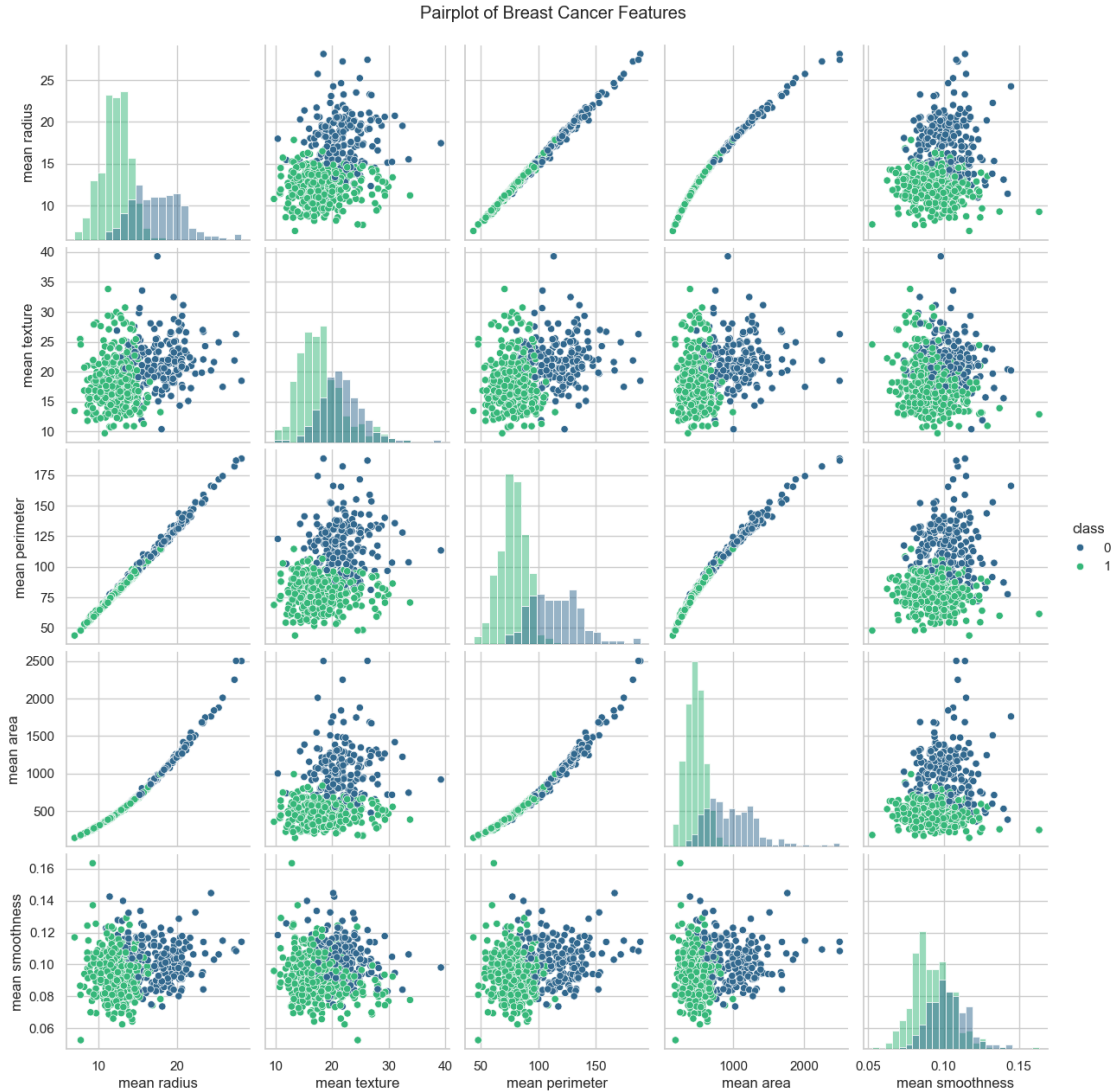 Pairplot of Breast Cancer Features
mean radius
25
20
15
10
mean texture
40
35
30
25
20
15
10
mean perimeter
175
150
125
100
75
50
class
0
1
mean area
2500
2000
1500
1000
500
mean smoothness
0.16
0.14
0.12
0.10
0.08
0.06
10 20
10 20 30 40
50 100 150
1000 2000
0.05 0.10 0.15
mean radius
mean texture
mean perimeter
mean area
mean smoothness